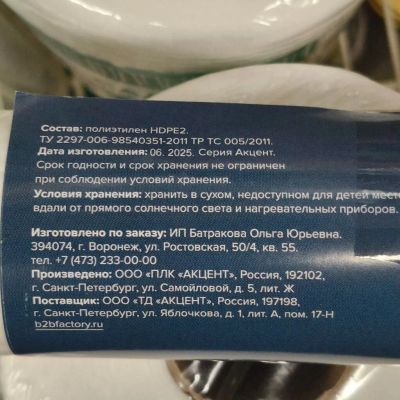 Состав: полиэтилен HDPE2.
ТУ 2297-006-98540351-2011 ТР ТС 005/2011.
Дата изготовления: 06. 2025. Серия Акцент.
Срок годности и срок хранения не ограничен
при соблюдении условий хранения.
Условия хранения: хранить в сухом, недоступном для детей месте
вдали от прямого солнечного света и нагревательных приборов.
Изготовлено по заказу: ИП Батракова Ольга Юрьевна.
394074, г. Воронеж, ул. Ростовская, 50/4, кв. 55.
тел. +7 (473) 233-00-00
Произведено: ООО «ПЛК «АКЦЕНТ», Россия, 192102,
г. Санкт-Петербург, ул. Самойловой, д. 5, лит. Ж
Поставщик: ООО «ТД «АКЦЕНТ», Россия, 197198,
г. Санкт-Петербург, ул. Яблочкова, д. 1, лит. А, пом. 17-Н
b2bfactory.ru